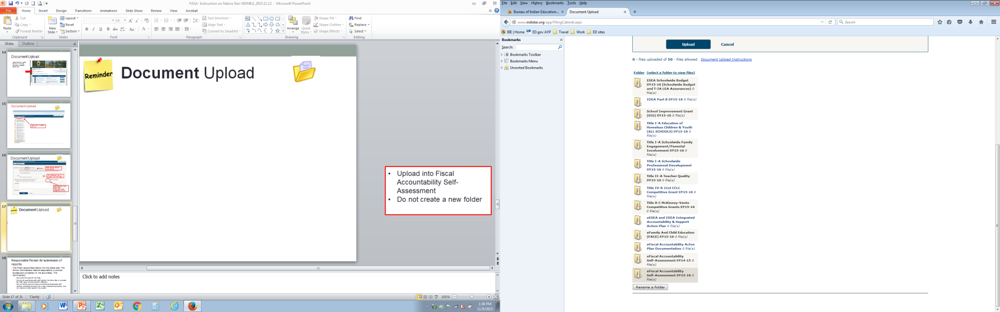 FASA- Instruction on Native Star-NDMILE_2015.11.12 - Microsoft PowerPoint
File Home Insert Design Transitions Animations Slide Show Review View Acrobat
Paste
Cut
Copy
Format Painter
Clipboard
New
Slide
Layout
Reset
Section
Slides
18
Font
Text Direction
Align Text
Convert to SmartArt
Paragraph
Arrange
Quick
Styles
Shape Fill
Shape Outline
Shape Effects
Drawing
Find
Replace
Select
Editing
Slides Outline
14
Document Upload
15
Document Upload
16
Document Upload
17
Reminder
Document Upload
18
Responsible Person for submission of
reports
Reminder
Document Upload
• Upload into Fiscal
Accountability Self-
Assessment
• Do not create a new folder
Click to add notes
Slide 17 of 21 "Clarity" 101%
File Edit View History Bookmarks Tools Help
Bureau of Indian Education...
Document Upload
www.indistar.org/app/FilingCabinet.aspx
Search
BIE | Home ED.gov AYP Travel Work ED sites
Bookmarks
Search:
Bookmarks Toolbar
Bookmarks Menu
Unsorted Bookmarks
Upload Cancel
0 - files uploaded of 50 - files allowed Document Upload Instructions
Folder (select a folder to view files)
ESEA Schoolwide Budget
SY15-16 (Schoolwide Budget
and T-IA LEA Assurances) 0
file(s)
IDEA Part B SY15-16 0 file(s)
School Improvement Grant
(SIG) SY15-16 0 file(s)
Title I-A Education of
Homeless Children & Youth
(ALL SCHOOLS) SY15-16 0
file(s)
Title I-A Schoolwide Family
Engagement/Parental
Involvement SY15-16 0
file(s)
Title I-A Schoolwide
Professional Development
SY15-16 0 file(s)
Title II-A Teacher Quality
SY15-16 0 file(s)
Title IV-B 21st CCLC
Competitive Grant SY15-16 0
file(s)
Title X-C McKinney-Vento
Competitive Grants SY15-16
0 file(s)
xESEA and IDEA Integrated
Accountability & Support
Action Plan 0 file(s)
xFamily And Child Education
(FACE) SY15-16 0 file(s)
xFiscal Accountability Acton
Plan Documentation 0 file(s)
xFiscal Accountability
Self-Assessment SY14-15 0
file(s)
xFiscal Accountability
Self-Assessment SY15-16 0
file(s)
Rename a Folder
1:38 PM
11/9/2015